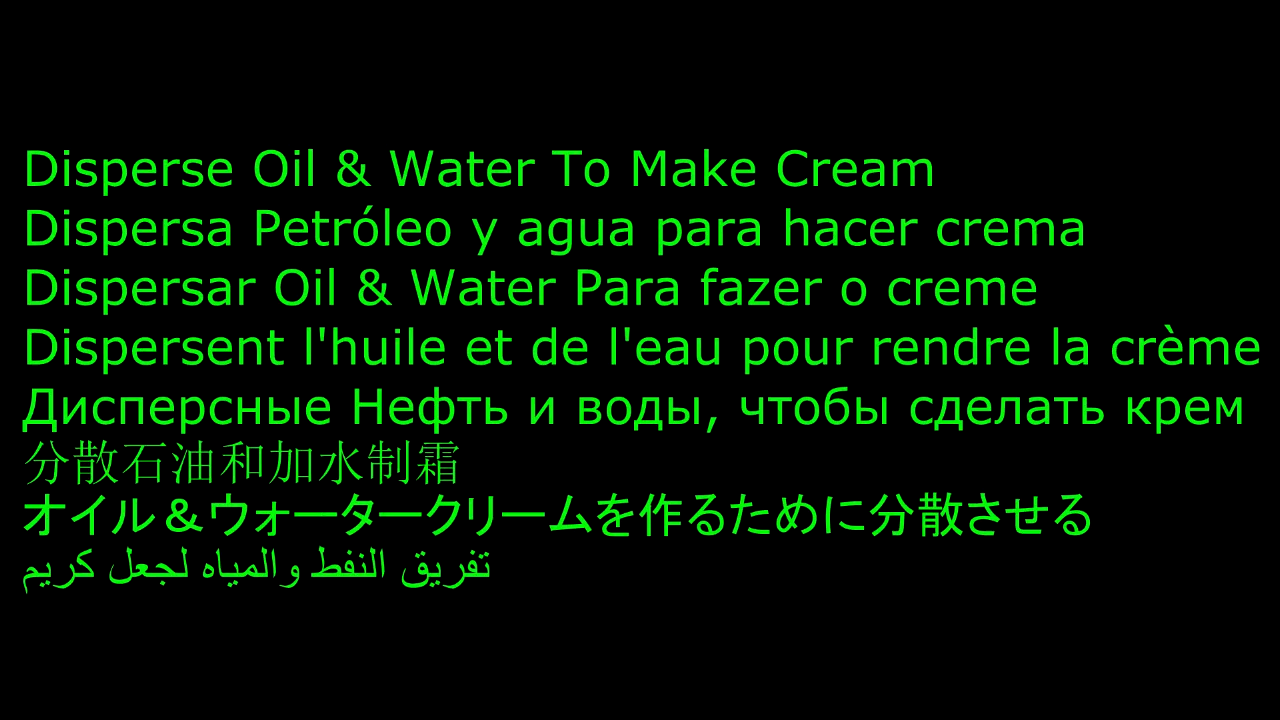 Disperse Oil & Water To Make Cream
Dispersa Petróleo y agua para hacer crema
Dispersar Oil & Water Para fazer o creme
Dispersent l'huile et de l'eau pour rendre la crème
Дисперсные Нефть и воды, чтобы сделать крем
分散石油和加水制霜
オイル＆ウォータークリームを作るために分散させる
تفريق النفط والمياه لجعل كريم